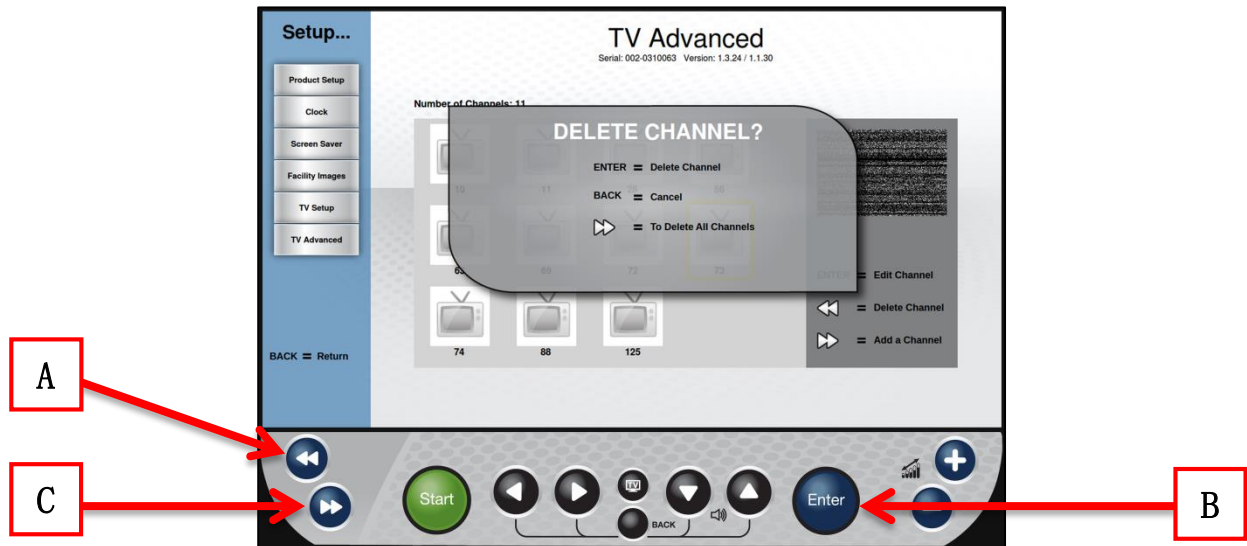 Setup...
Product Setup
Clock
Screen Saver
Facility Images
TV Setup
TV Advanced
BACK = Return
TV Advanced
Serial: 002-0310063 Version: 1.3.24 / 1.1.30
Number of Channels: 11
DELETE CHANNEL?
ENTER = Delete Channel
BACK = Cancel
= To Delete All Channels
10
11
50
63
69
72
73
74
88
125
ENTER = Edit Channel
= Delete Channel
= Add a Channel
A
C
B
Start
TV
BACK
Enter